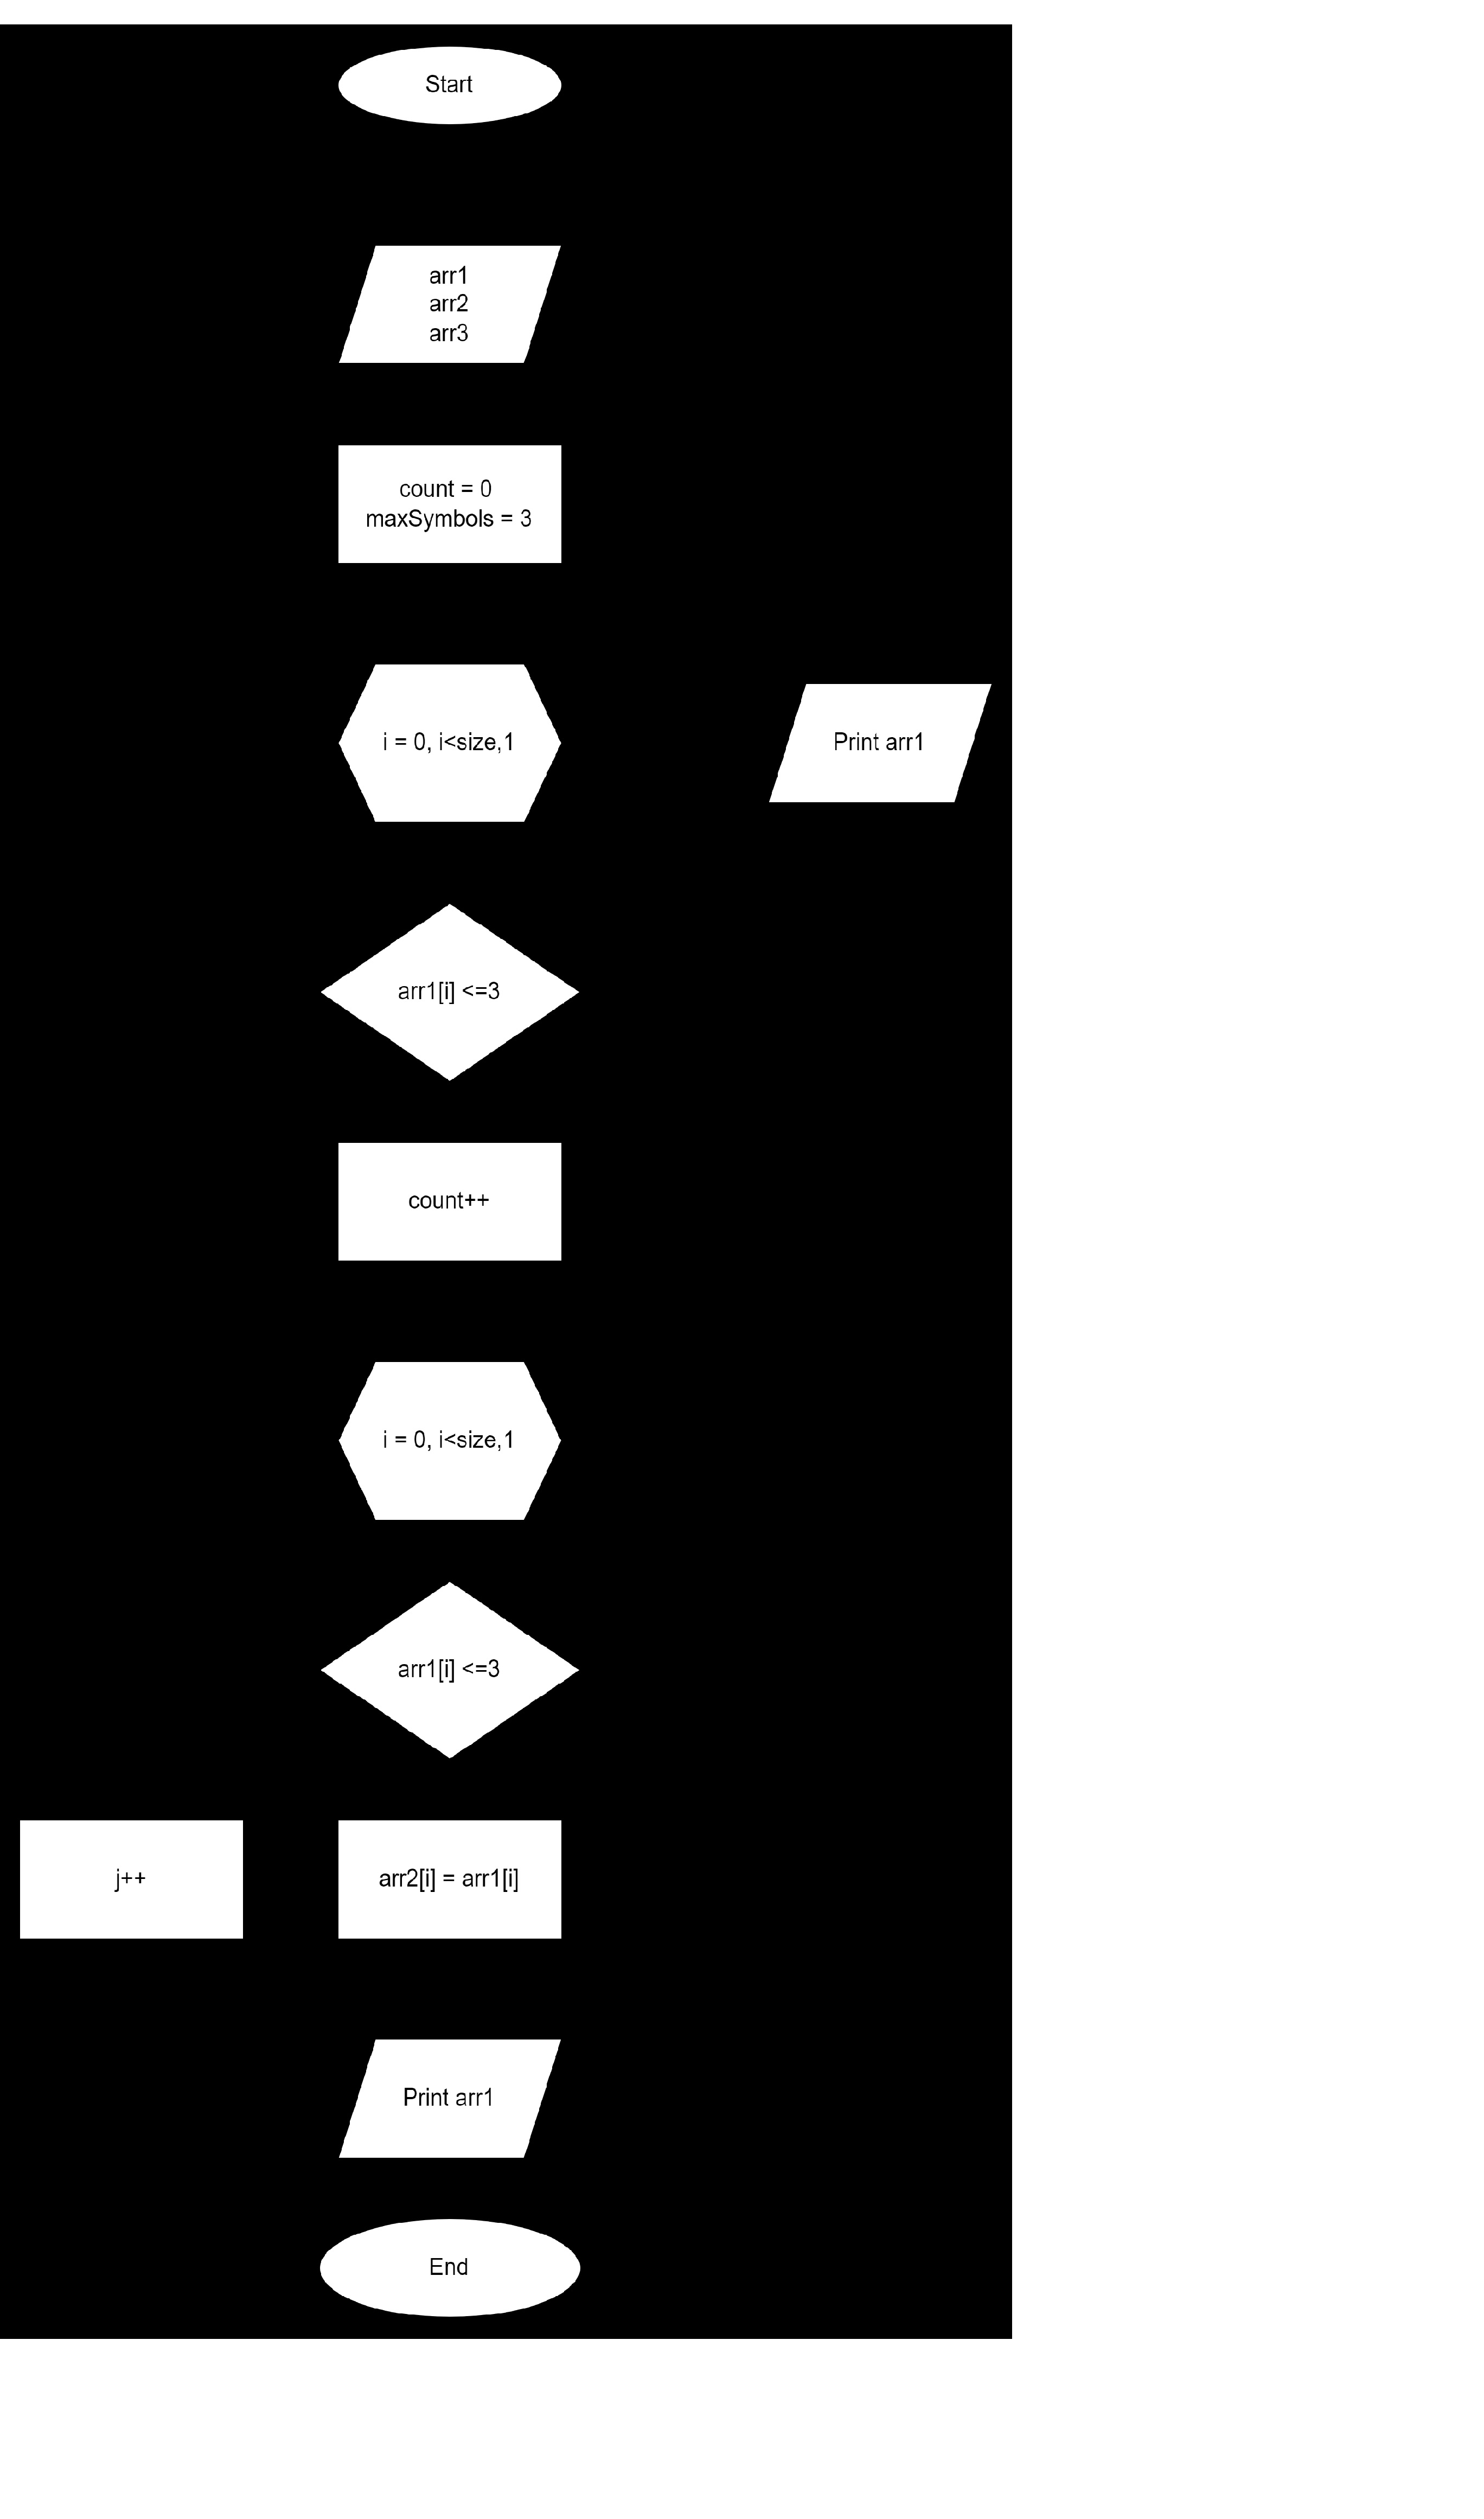 Start
arr1
arr2
arr3
count = 0
maxSymbols = 3
i = 0, i<size,1
Print arr1
arr1[i] <=3
count++
i = 0, i<size,1
arr1[i] <=3
j++
arr2[i] = arr1[i]
Print arr1
End